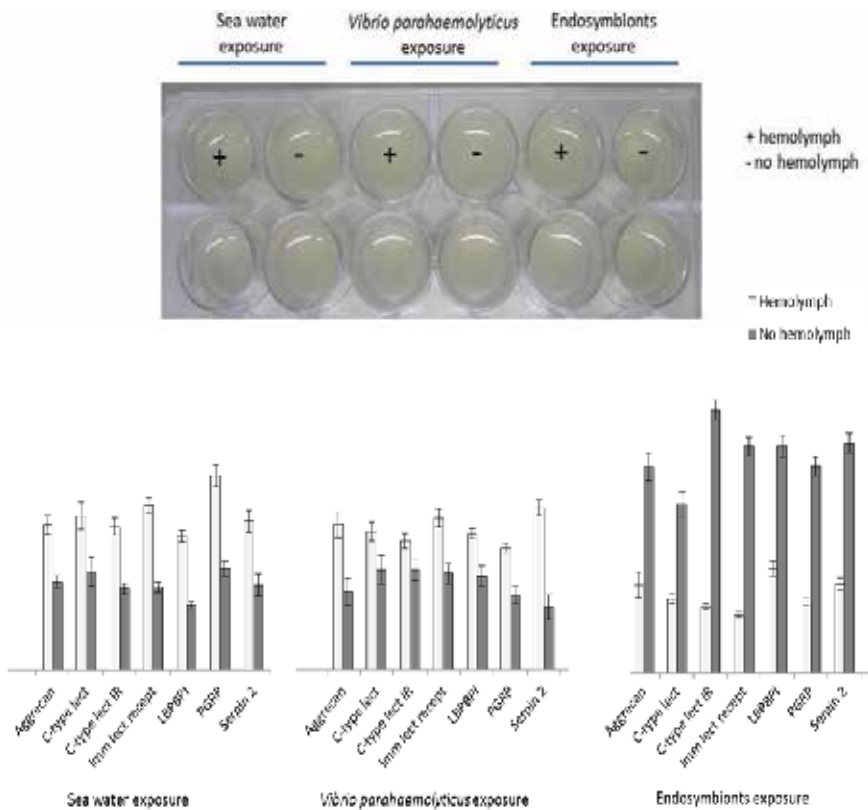 Sea water
exposure
Vibrio parahaemolyticus
exposure
Endosymbionts
exposure
+ - + - + -
+ hemolymph
- no hemolymph
Hemolymph
No hemolymph
Aggrecan
C-type lect
C-type lect IR
Imm lect recept
LBPBPI
PGRP
Serpin 2
Aggrecan
C-type lect
C-type lect IR
Imm lect recept
LBPBPI
PGRP
Serpin 2
Aggrecan
C-type lect
C-type lect IR
Imm lect recept
LBPBPI
PGRP
Serpin 2
Sea water exposure
Vibrio parahaemolyticus exposure
Endosymbionts exposure